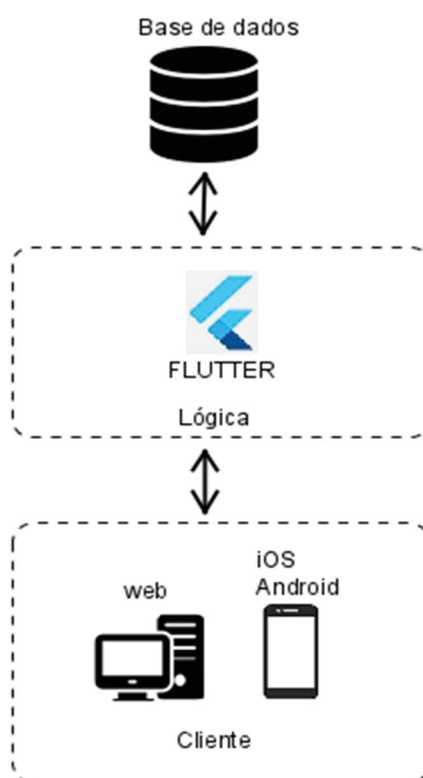 Base de dados
FLUTTER
Lógica
web
iOS
Android
Cliente